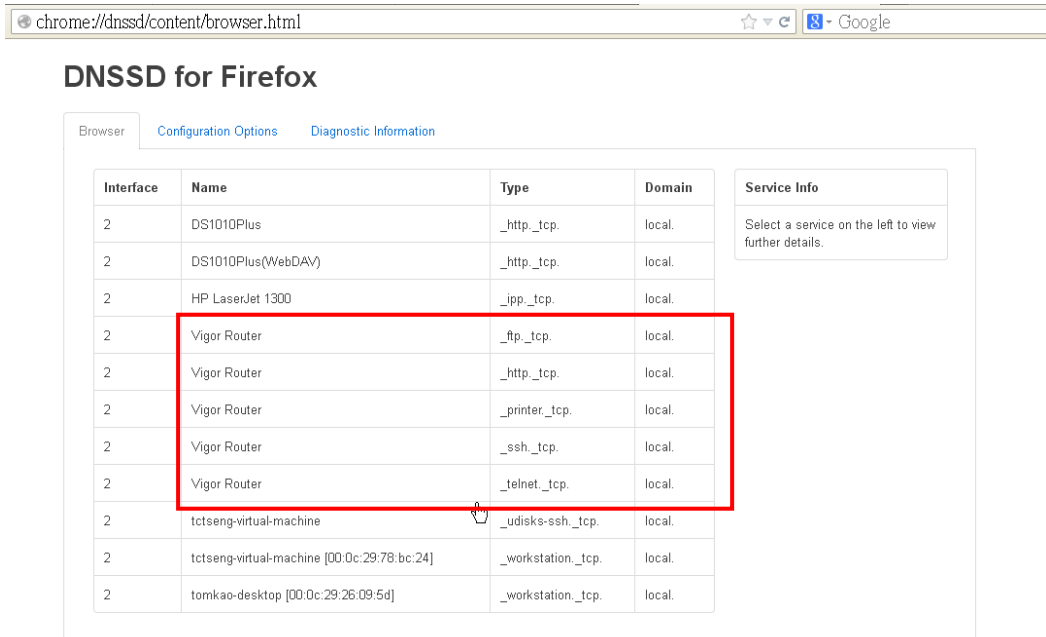 chrome://dnssd/content/browser.html
8 Google
DNSSD for Firefox
Browser Configuration Options Diagnostic Information
Interface Name Type Domain
2 DS1010Plus _http._tcp. local.
2 DS1010Plus(WebDAV) _http._tcp. local.
2 HP LaserJet 1300 _ipp._tcp. local.
2 Vigor Router _ftp._tcp. local.
2 Vigor Router _http._tcp. local.
2 Vigor Router _printer._tcp. local.
2 Vigor Router _ssh._tcp. local.
2 Vigor Router _telnet._tcp. local.
2 tctseng-virtual-machine _udisks-ssh._tcp. local.
2 tctseng-virtual-machine [00:0c:29:78:bc:24] _workstation._tcp. local.
2 tomkao-desktop [00:0c:29:26:09:5d] _workstation._tcp. local.
Service Info
Select a service on the left to view
further details.